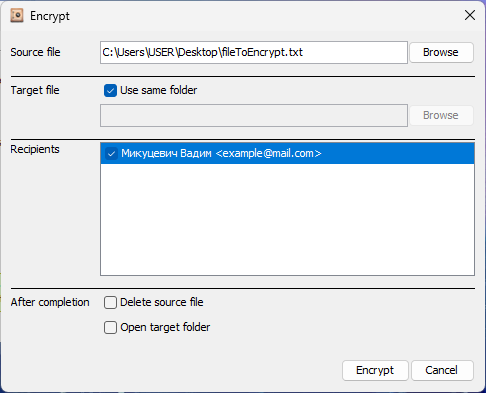 Encrypt
Source file C:\Users\USER\Desktop\fileToEncrypt.txt Browse
Target file Use same folder
Browse
Recipients Микуцевич Вадим <example@mail.com>
After completion Delete source file
Open target folder
Encrypt Cancel